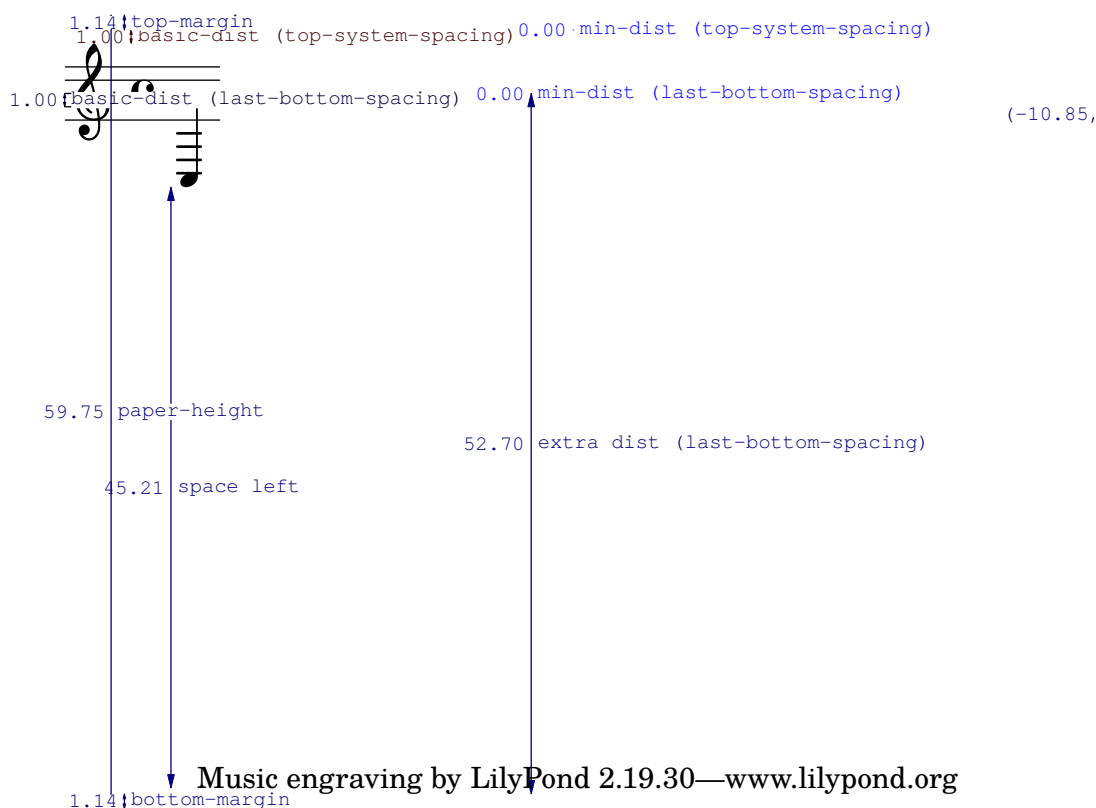 1.14 top-margin
0.00 min-dist (top-system-spacing)
1.00 basic-dist (top-system-spacing)
0.00 min-dist (last-bottom-spacing)
1.00 basic-dist (last-bottom-spacing)
(-10.85,
59.75 paper-height
52.70 extra dist (last-bottom-spacing)
45.21 space left
Music engraving by LilyPond 2.19.30—www.lilypond.org
1.14 bottom-margin